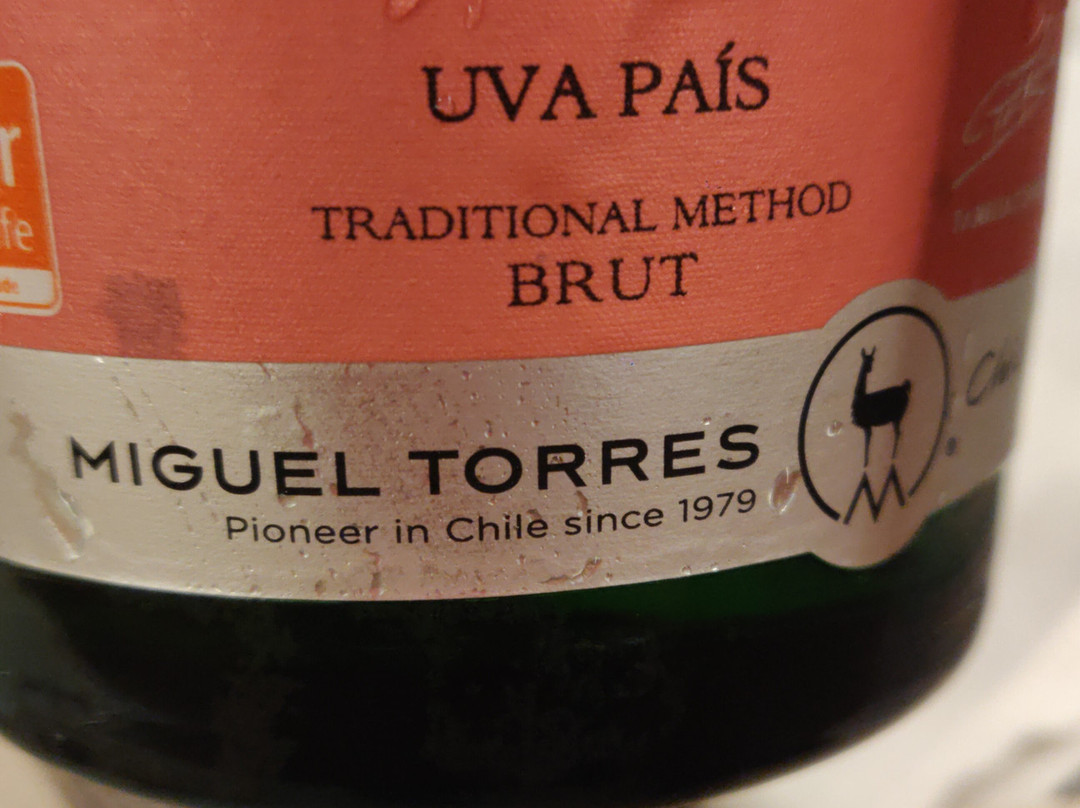 UVA PAÍS
TRADITIONAL METHOD
BRUT
MIGUEL TORRES
Pioneer in Chile since 1979